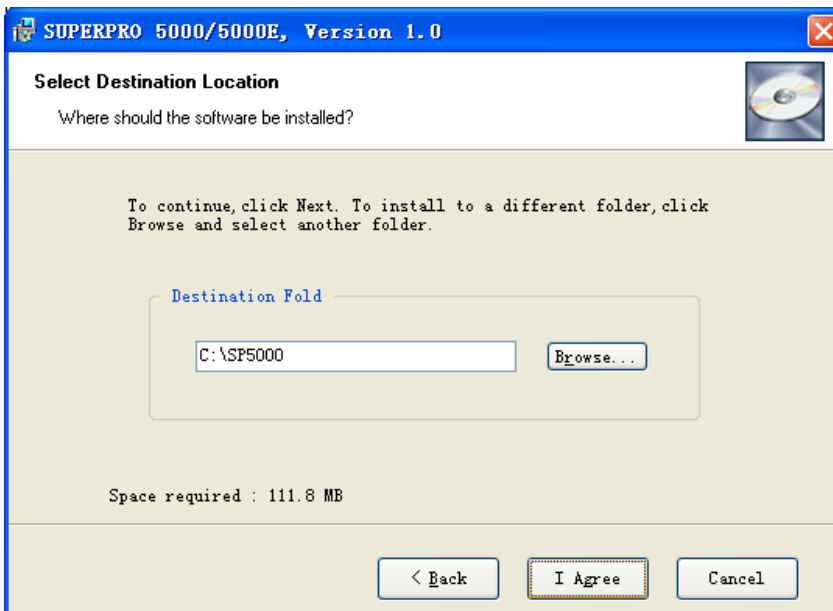 SUPERPRO 5000/5000E, Version 1.0
Select Destination Location
Where should the software be installed?
To continue,click Next. To install to a different folder,click
Browse and select another folder.
Destination Fold
C:\SP5000
Browse...
Space required : 111.8 MB
< Back
I Agree
Cancel